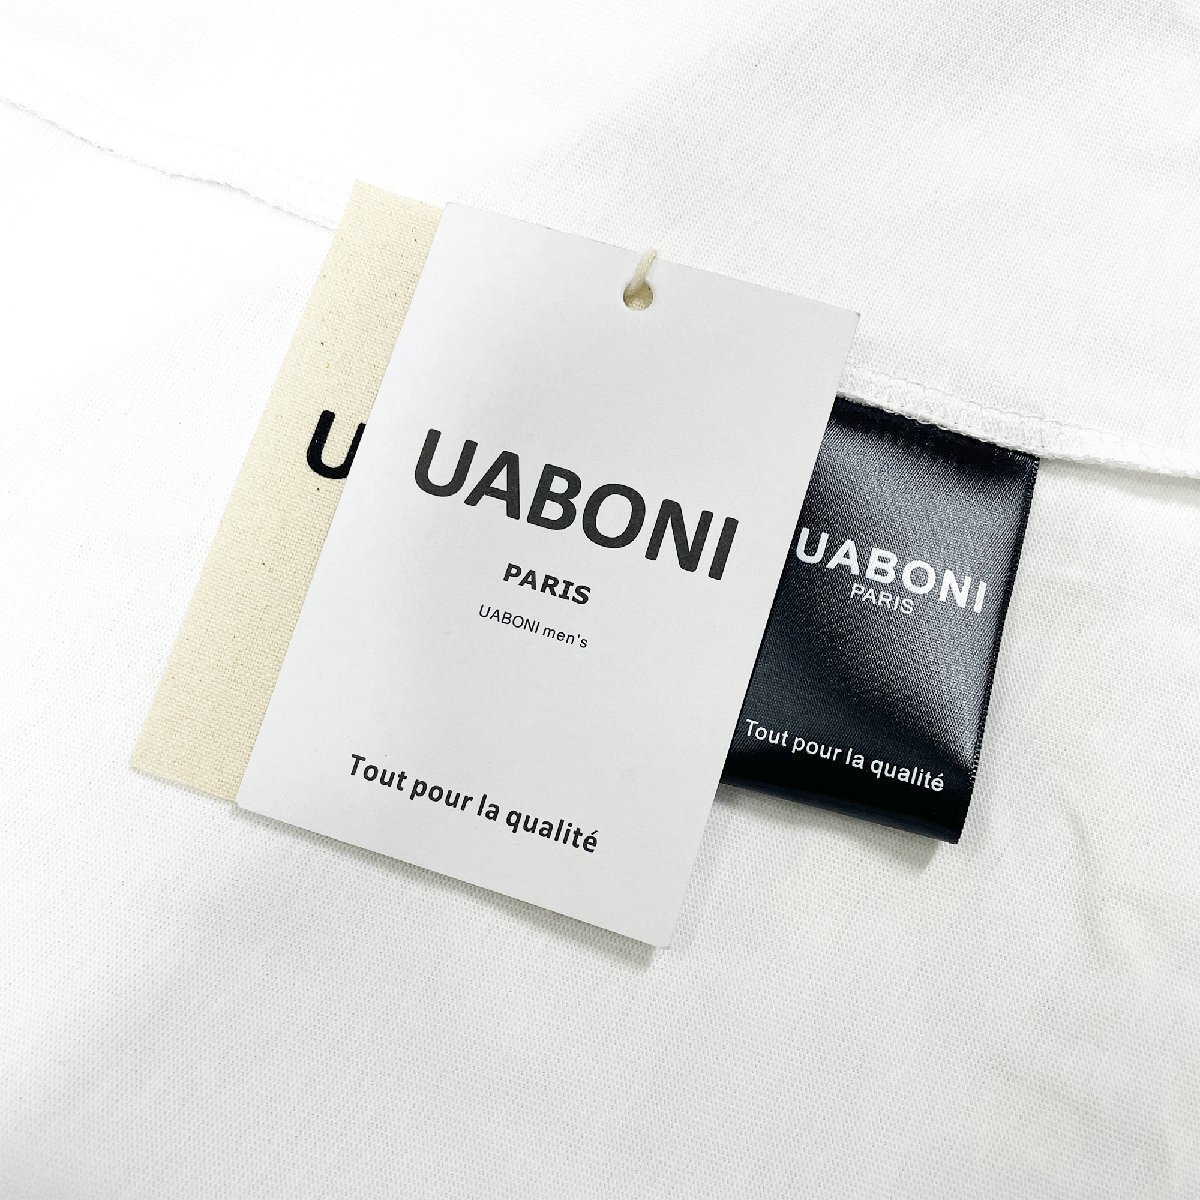 U
UABONI
PARIS
UABONI men's
Tout pour la qualité
UABONI
PARIS
Tout pour la qualité